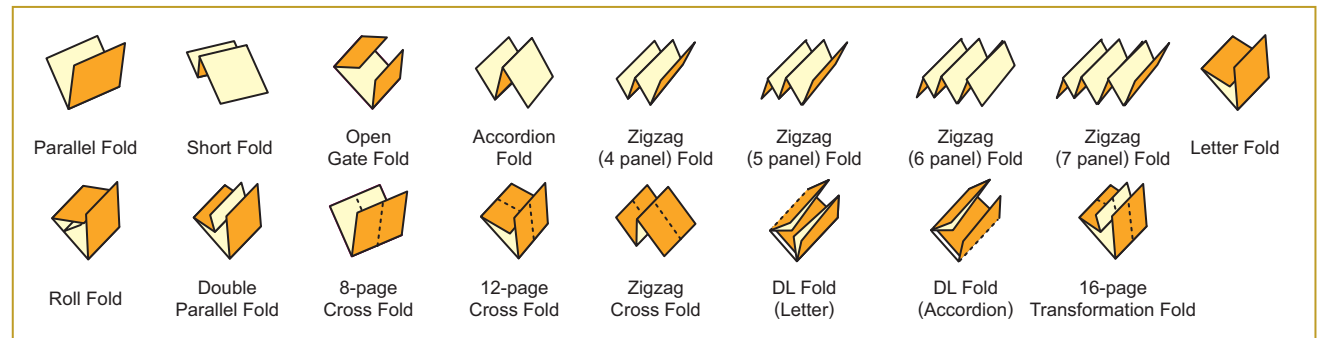 Parallel Fold
Short Fold
Open
Gate Fold
Accordion
Fold
Zigzag
(4 panel) Fold
Zigzag
(5 panel) Fold
Zigzag
(6 panel) Fold
Zigzag
(7 panel) Fold
Letter Fold
Roll Fold
Double
Parallel Fold
8-page
Cross Fold
12-page
Cross Fold
Zigzag
Cross Fold
DL Fold
(Letter)
DL Fold
(Accordion)
16-page
Transformation Fold